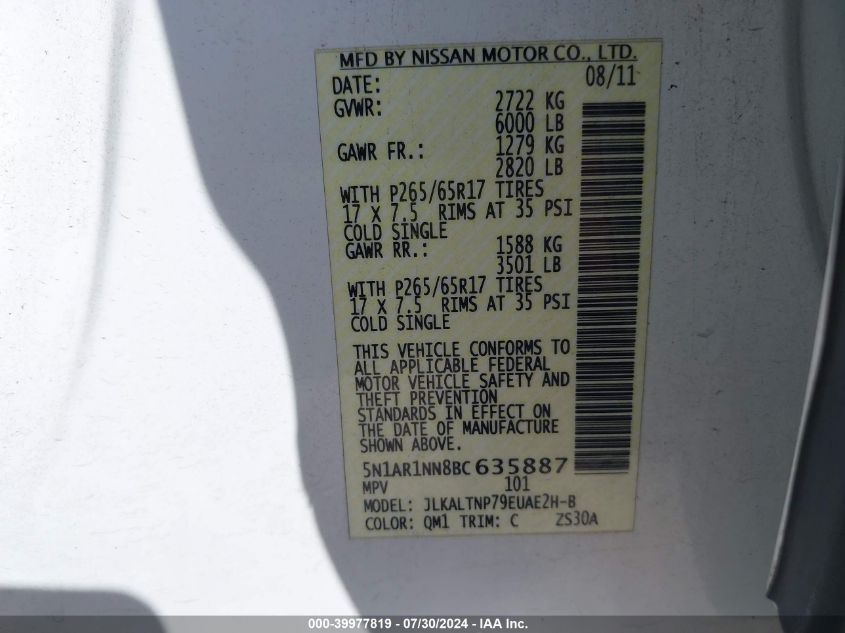 MFD BY NISSAN MOTOR CO., LTD.
DATE: 08/11
GVWR: 2722 KG
6000 LB
GAWR FR.: 1279 KG
2820 LB
WITH P265/65R17 TIRES
17 X 7.5 RIMS AT 35 PSI
COLD SINGLE
GAWR RR.: 1588 KG
3501 LB
WITH P265/65R17 TIRES
17 X 7.5 RIMS AT 35 PSI
COLD SINGLE
THIS VEHICLE CONFORMS TO
ALL APPLICABLE FEDERAL
MOTOR VEHICLE SAFETY AND
THEFT PREVENTION
STANDARDS IN EFFECT ON
THE DATE OF MANUFACTURE
SHOWN ABOVE.
5N1AR1NN8BC635887
MPV 101
MODEL: JLKALTNP79EUAE2H-B
COLOR: QM1 TRIM: C ZS30A
000-39977819 / 07/30/2024 - IAA Inc.